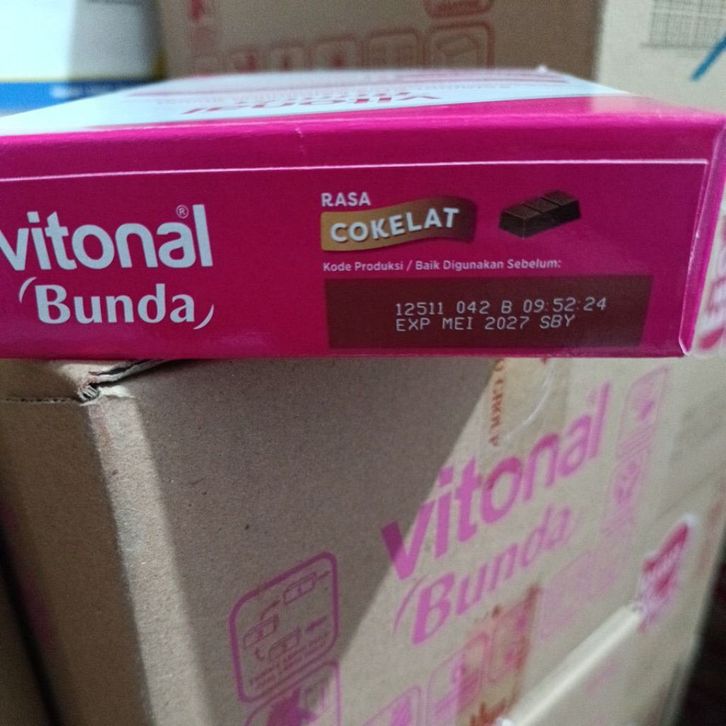 vitonal
vitonal®
Bunda
RASA
COKELAT
Kode Produksi / Baik Digunakan Sebelum:
12511 042 B 09:52:24
EXP MEI 2027 SBY
vitonal
Bunda